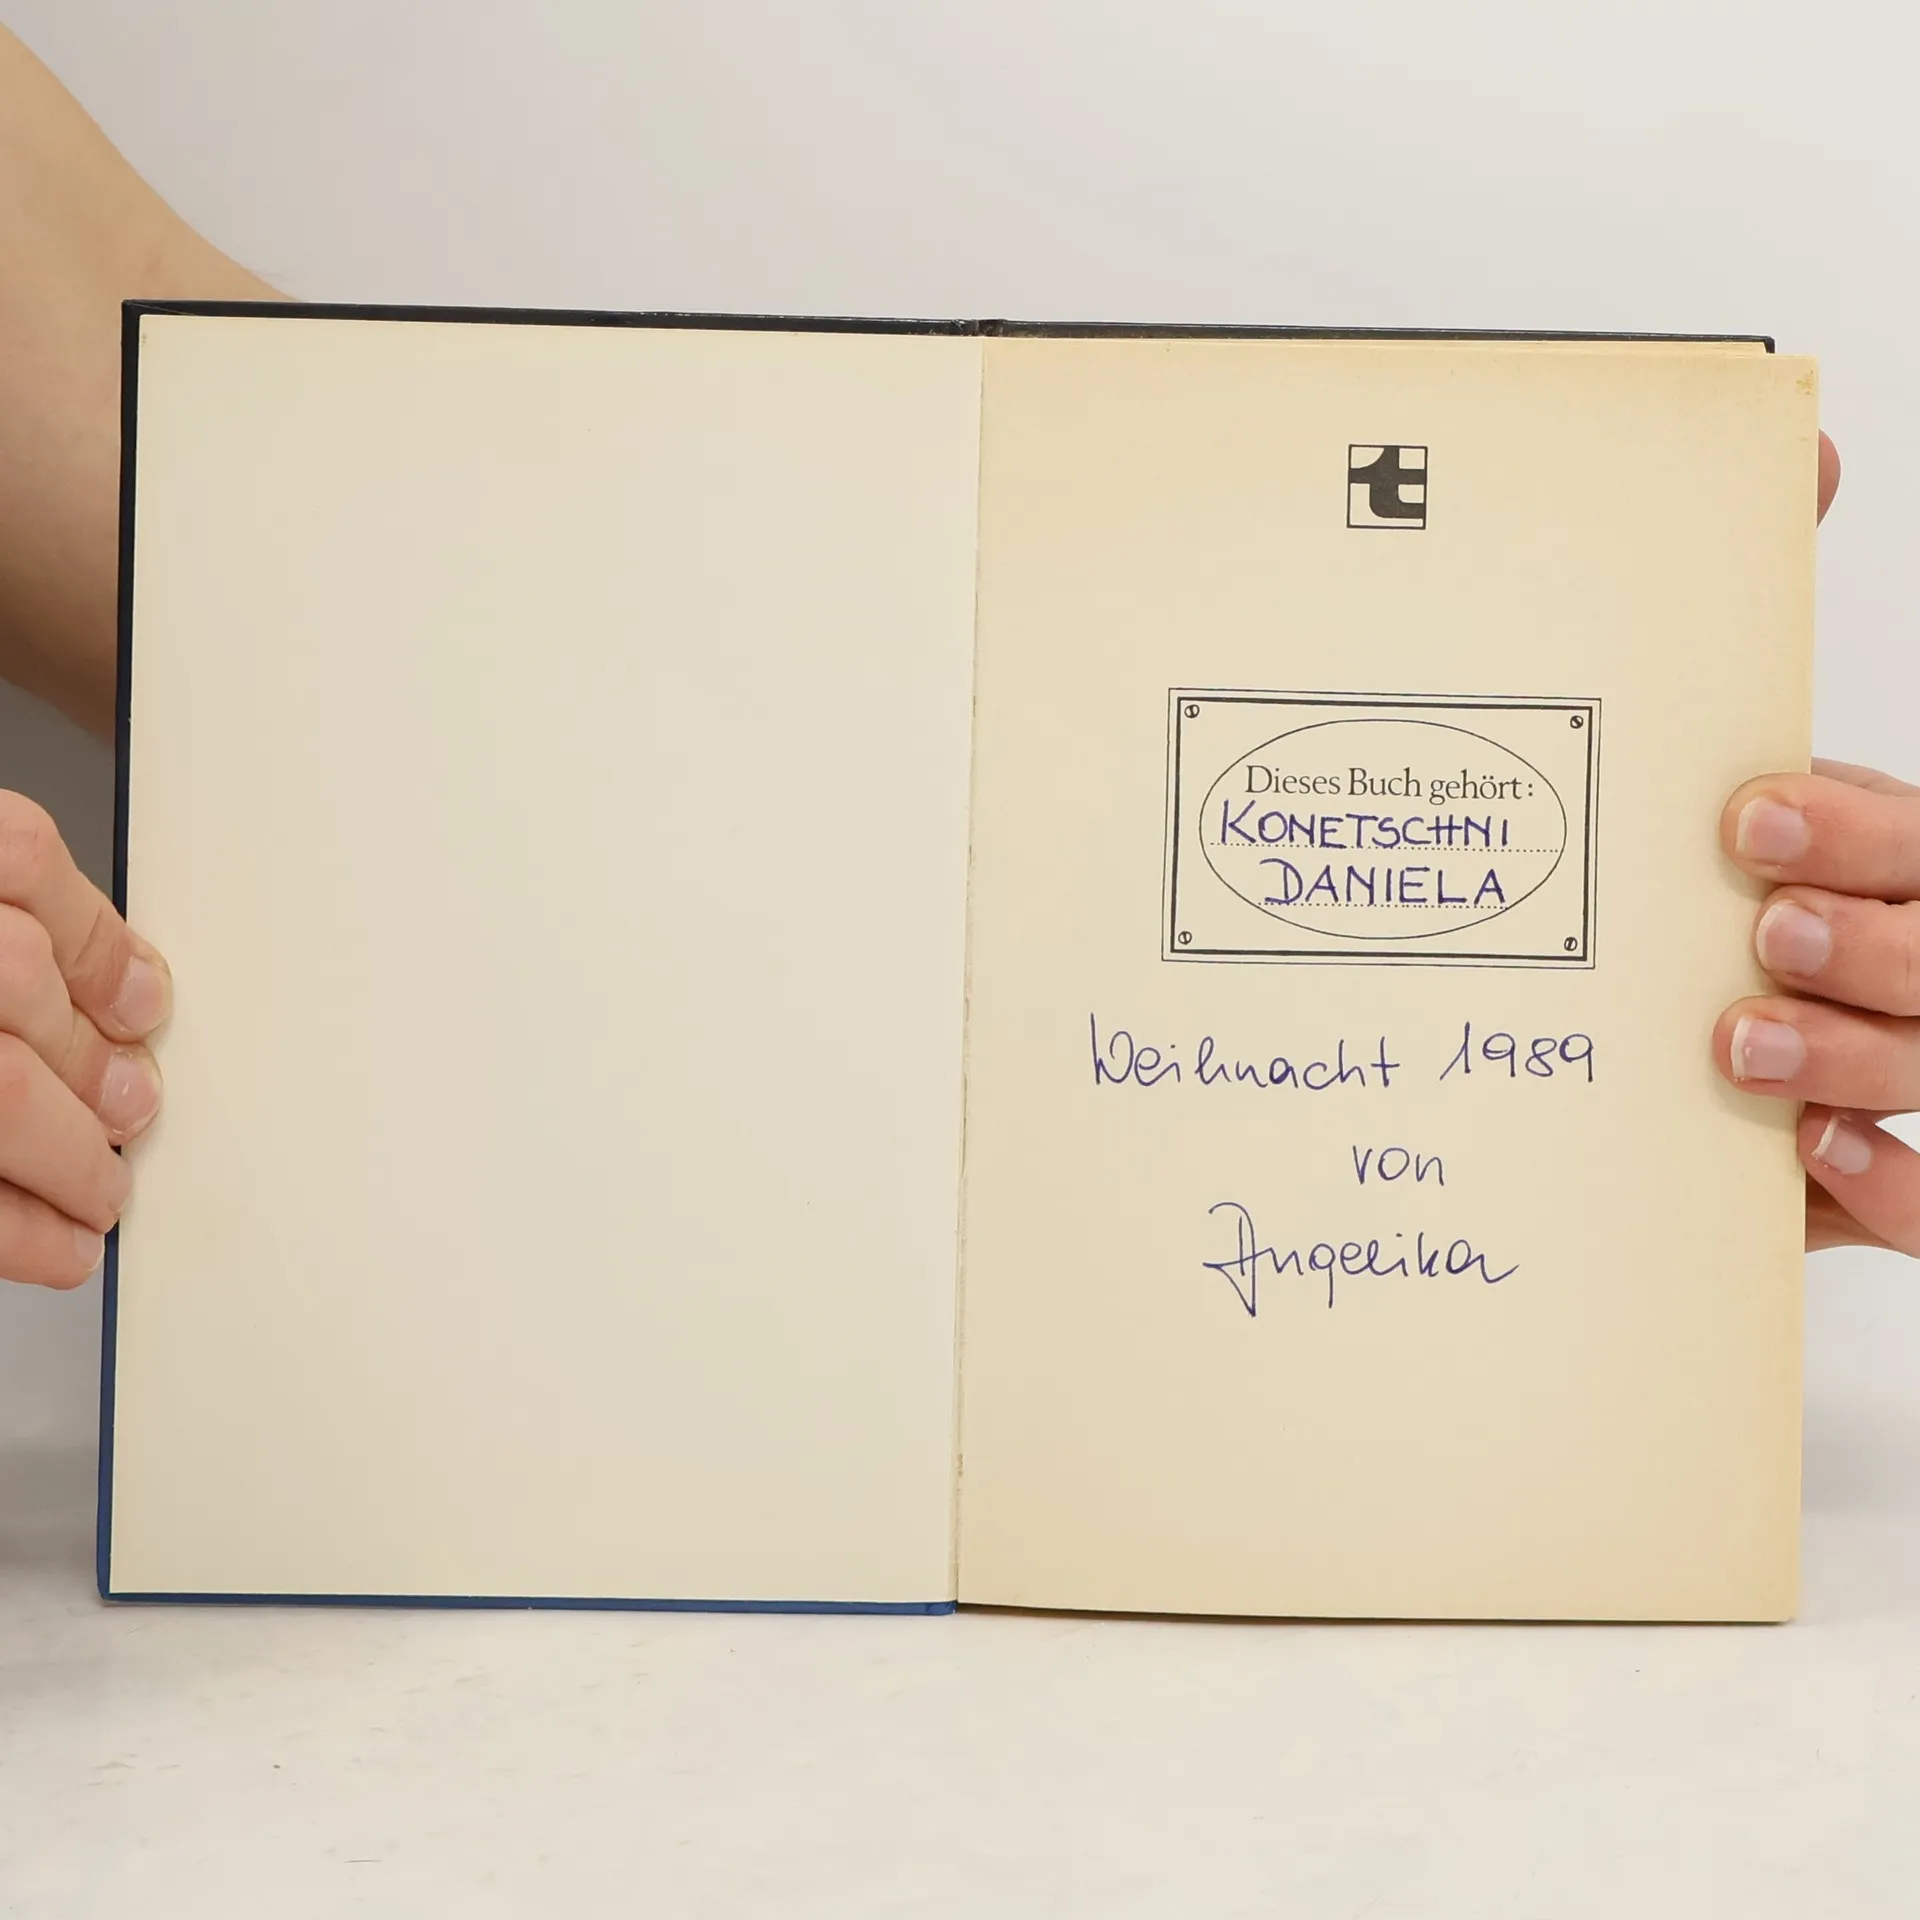 t
Dieses Buch gehört:
KONETSCHNI
DANIELA
Weihnacht 1989
von
Angelika